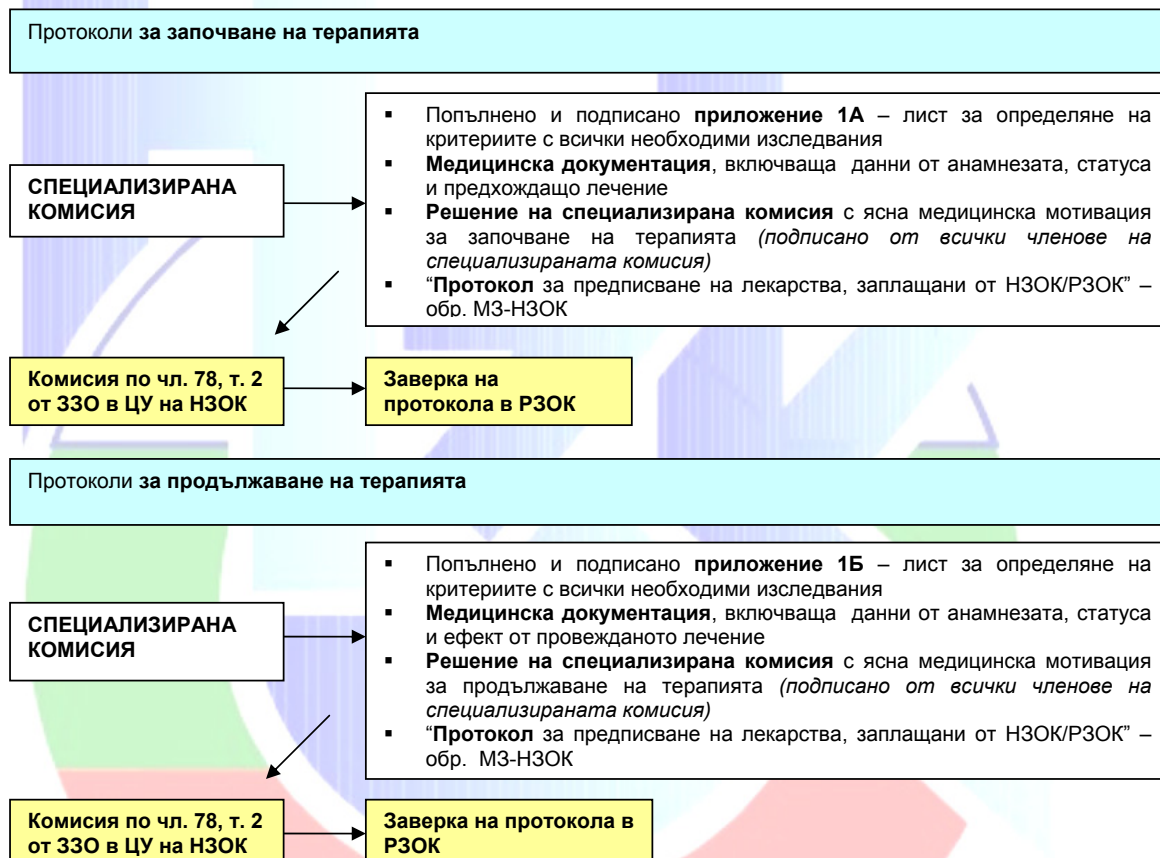 Протоколи за започване на терапията
СПЕЦИАЛИЗИРАНА
КОМИСИЯ
▪ Попълнено и подписано приложение 1А – лист за определяне на
критериите с всички необходими изследвания
▪ Медицинска документация, включваща данни от анамнезата, статуса
и предхождащо лечение
▪ Решение на специализирана комисия с ясна медицинска мотивация
за започване на терапията (подписано от всички членове на
специализираната комисия)
▪ “Протокол за предписване на лекарства, заплащани от НЗОК/РЗОК” –
обр. МЗ-НЗОК
Комисия по чл. 78, т. 2
от ЗЗО в ЦУ на НЗОК
Заверка на
протокола в РЗОК
Протоколи за продължаване на терапията
СПЕЦИАЛИЗИРАНА
КОМИСИЯ
▪ Попълнено и подписано приложение 1Б – лист за определяне на
критериите с всички необходими изследвания
▪ Медицинска документация, включваща данни от анамнезата, статуса
и ефект от провежданото лечение
▪ Решение на специализирана комисия с ясна медицинска мотивация
за продължаване на терапията (подписано от всички членове на
специализираната комисия)
▪ “Протокол за предписване на лекарства, заплащани от НЗОК/РЗОК” –
обр. МЗ-НЗОК
Комисия по чл. 78, т. 2
от ЗЗО в ЦУ на НЗОК
Заверка на протокола в
РЗОК